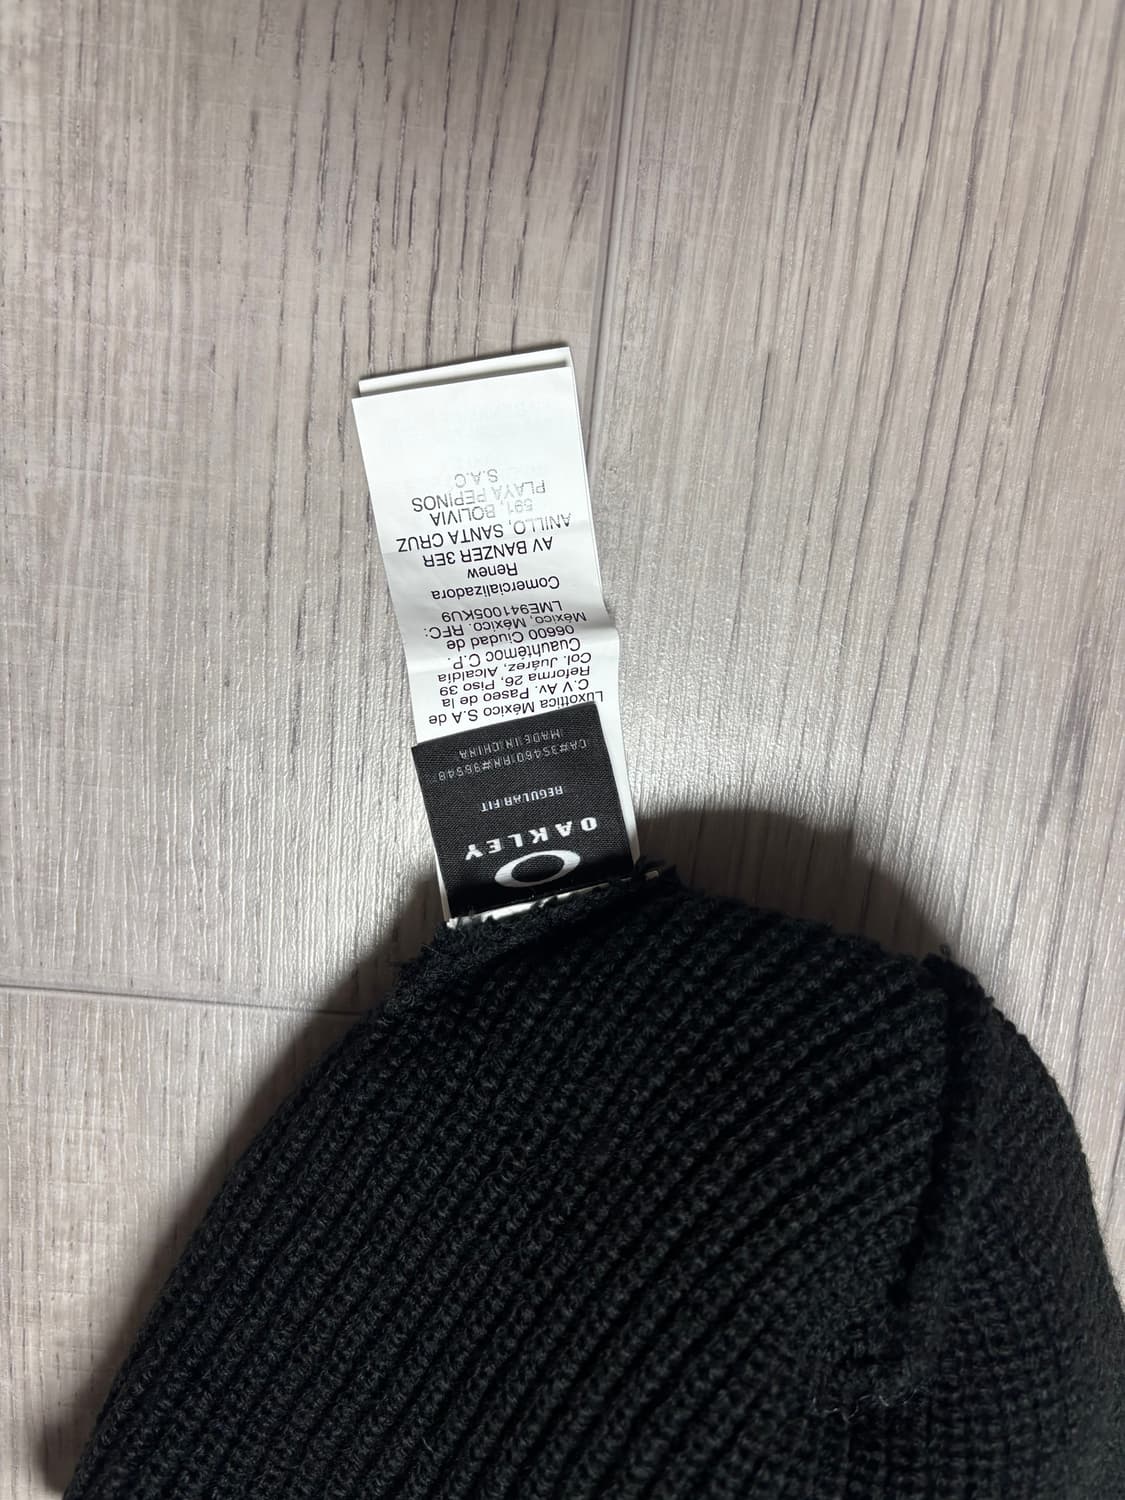 OAKLEY
REGULAR FIT
CA#35460 RN#96548
MADE IN CHINA
Luxottica México S.A de
C.V Av. Paseo de la
Reforma 26, Piso 39
Col. Juárez, Alcaldía
Cuauhtémoc C.P.
06600 Ciudad de
México, México. RFC:
LME941005KU9
Comercializadora
Renew
AV BANZER 3ER
ANILLO, SANTA CRUZ
591, BOLIVIA
PLAYA PEPINOS
S.A.C